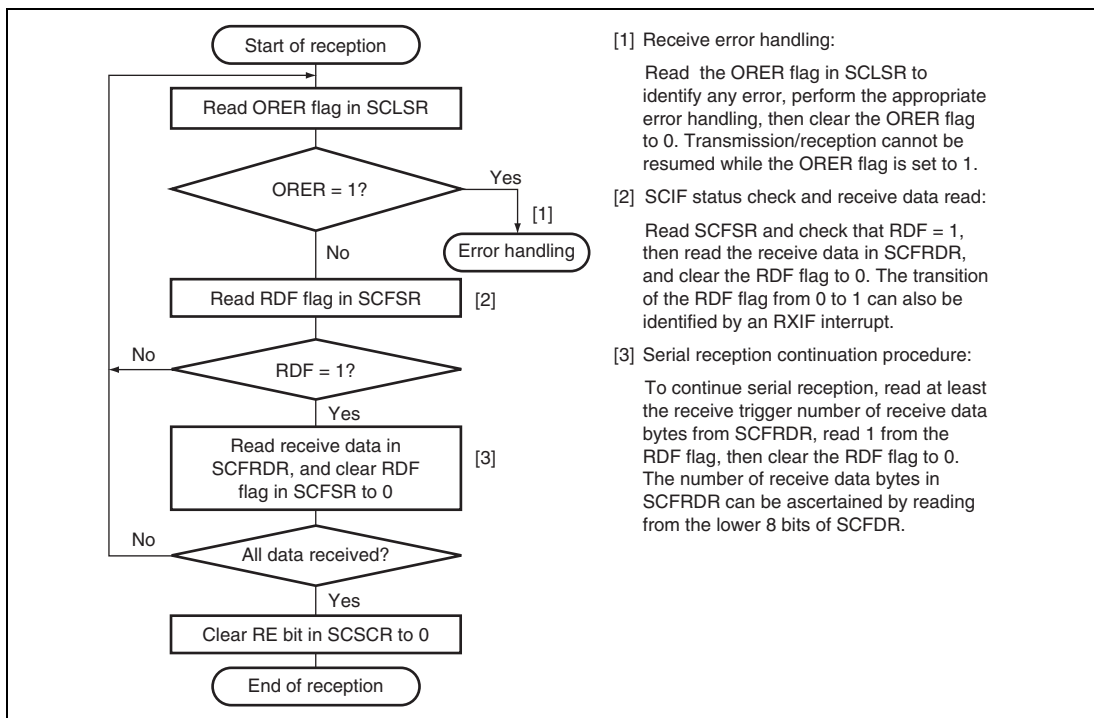 Start of reception
Read ORER flag in SCLSR
ORER = 1?
Yes
[1]
Error handling
No
Read RDF flag in SCFSR
[2]
No
RDF = 1?
Yes
Read receive data in
SCFRDR, and clear RDF
flag in SCFSR to 0
[3]
No
All data received?
Yes
Clear RE bit in SCSCR to 0
End of reception
[1] Receive error handling:
Read the ORER flag in SCLSR to
identify any error, perform the appropriate
error handling, then clear the ORER flag
to 0. Transmission/reception cannot be
resumed while the ORER flag is set to 1.
[2] SCIF status check and receive data read:
Read SCFSR and check that RDF = 1,
then read the receive data in SCFRDR,
and clear the RDF flag to 0. The transition
of the RDF flag from 0 to 1 can also be
identified by an RXIF interrupt.
[3] Serial reception continuation procedure:
To continue serial reception, read at least
the receive trigger number of receive data
bytes from SCFRDR, read 1 from the
RDF flag, then clear the RDF flag to 0.
The number of receive data bytes in
SCFRDR can be ascertained by reading
from the lower 8 bits of SCFDR.